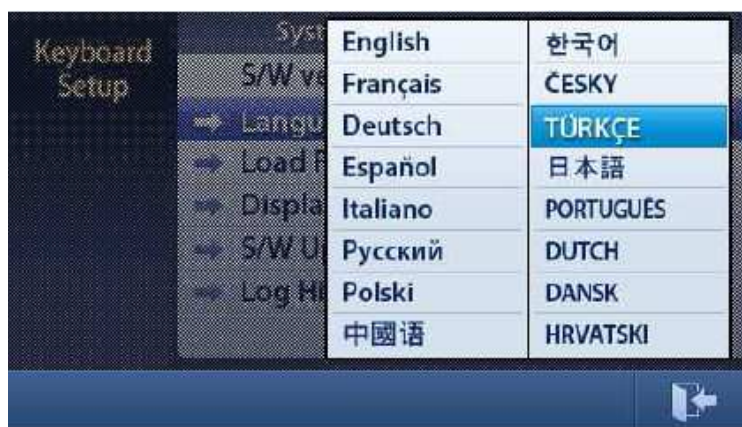 Keyboard
Setup
Syst
S/W ve
Langu
Load
Displa
S/W U
Log Hi
English
Français
Deutsch
Español
Italiano
Русский
Polski
中國语
한국어
ČESKY
TÜRKÇE
日本語
PORTUGUÊS
DUTCH
DANSK
HRVATSKI